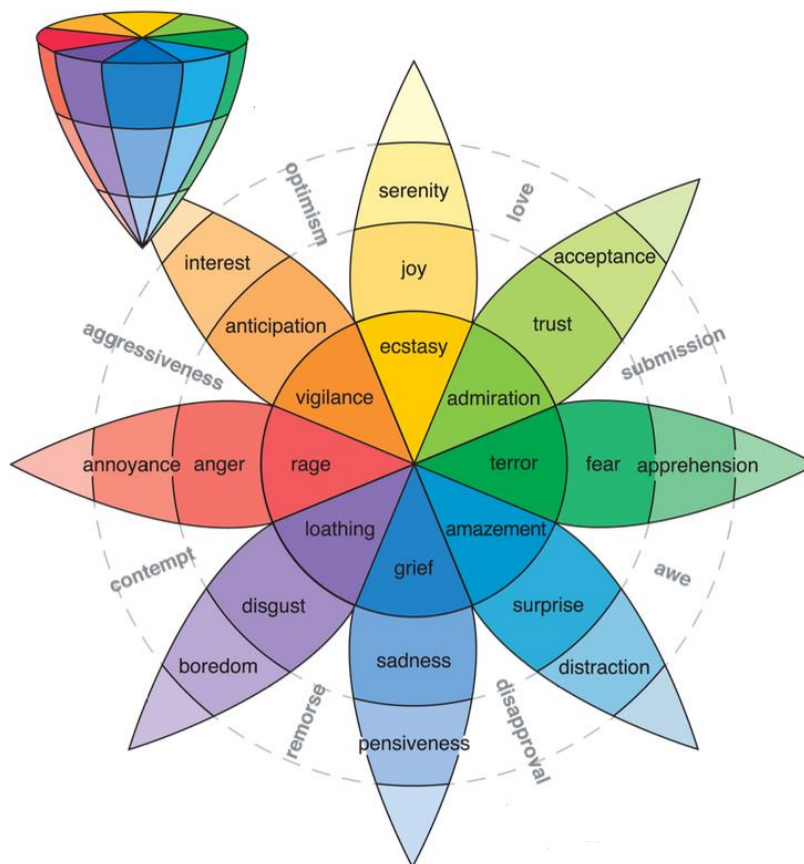 optimism
love
serenity
interest
acceptance
joy
anticipation
trust
aggressiveness
submission
ecstasy
vigilance
admiration
annoyance
anger
rage
terror
fear
apprehension
loathing
amazement
grief
contempt
awe
disgust
surprise
boredom
sadness
distraction
remorse
disapproval
pensiveness